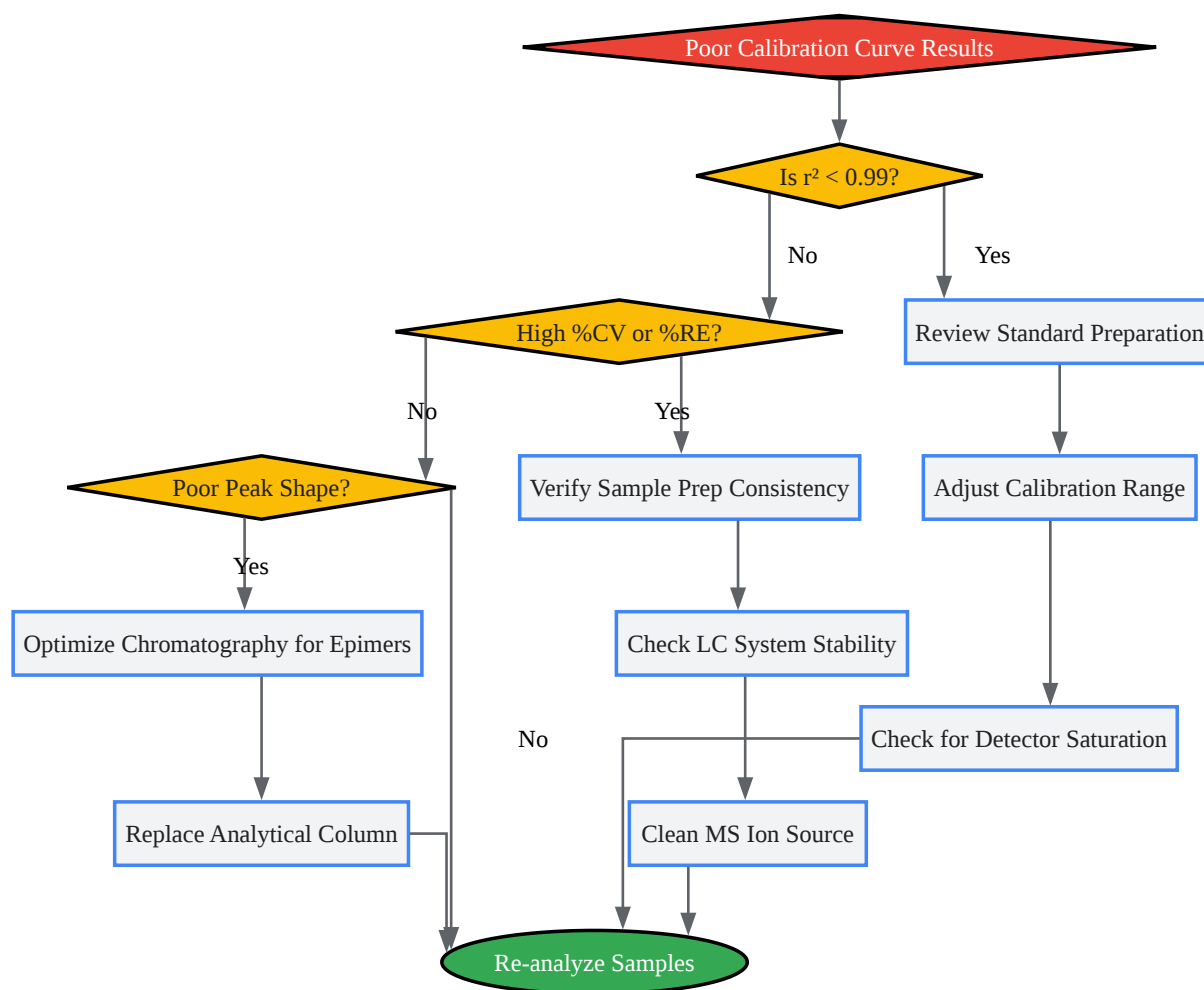 Poor Calibration Curve Results
Is r² < 0.99?
No
Yes
High %CV or %RE?
Review Standard Preparation
No
Yes
Poor Peak Shape?
Verify Sample Prep Consistency
Adjust Calibration Range
Yes
Optimize Chromatography for Epimers
Check LC System Stability
No
Check for Detector Saturation
Replace Analytical Column
Clean MS Ion Source
Re-analyze Samples